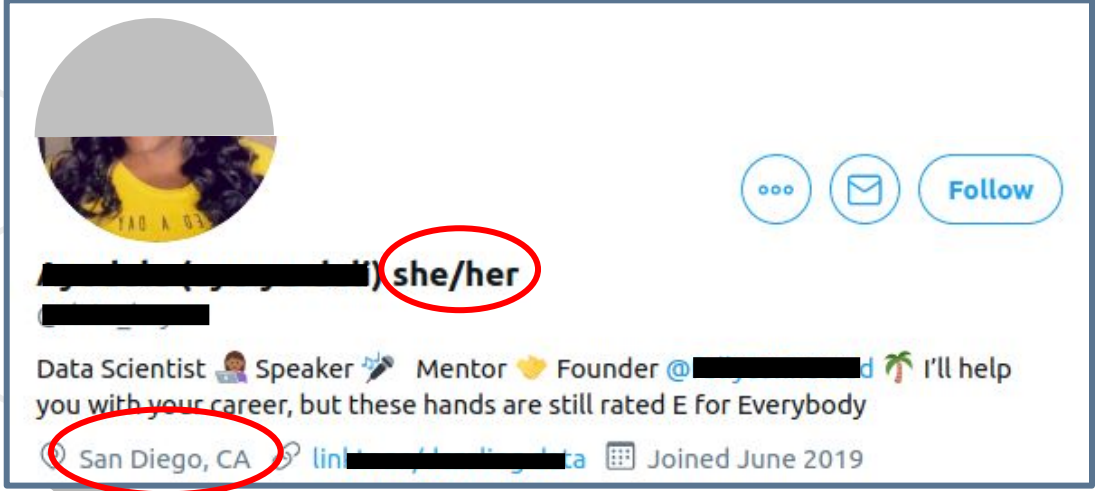 Follow
she/her
Data Scientist 👩🏾‍💻 Speaker 🎤 Mentor 🤝 Founder @ 🌴 I'll help
you with your career, but these hands are still rated E for Everybody
San Diego, CA Joined June 2019